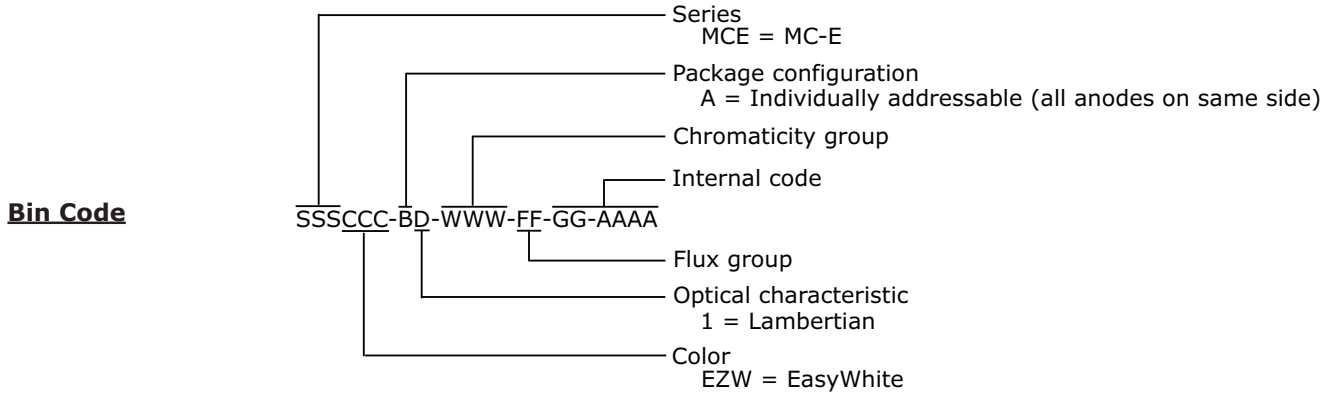 Series
MCE = MC-E
Package configuration
A = Individually addressable (all anodes on same side)
Chromaticity group
Internal code
Bin Code
SSSCCC-BD-WWW-FF-GG-AAAA
Flux group
Optical characteristic
1 = Lambertian
Color
EZW = EasyWhite